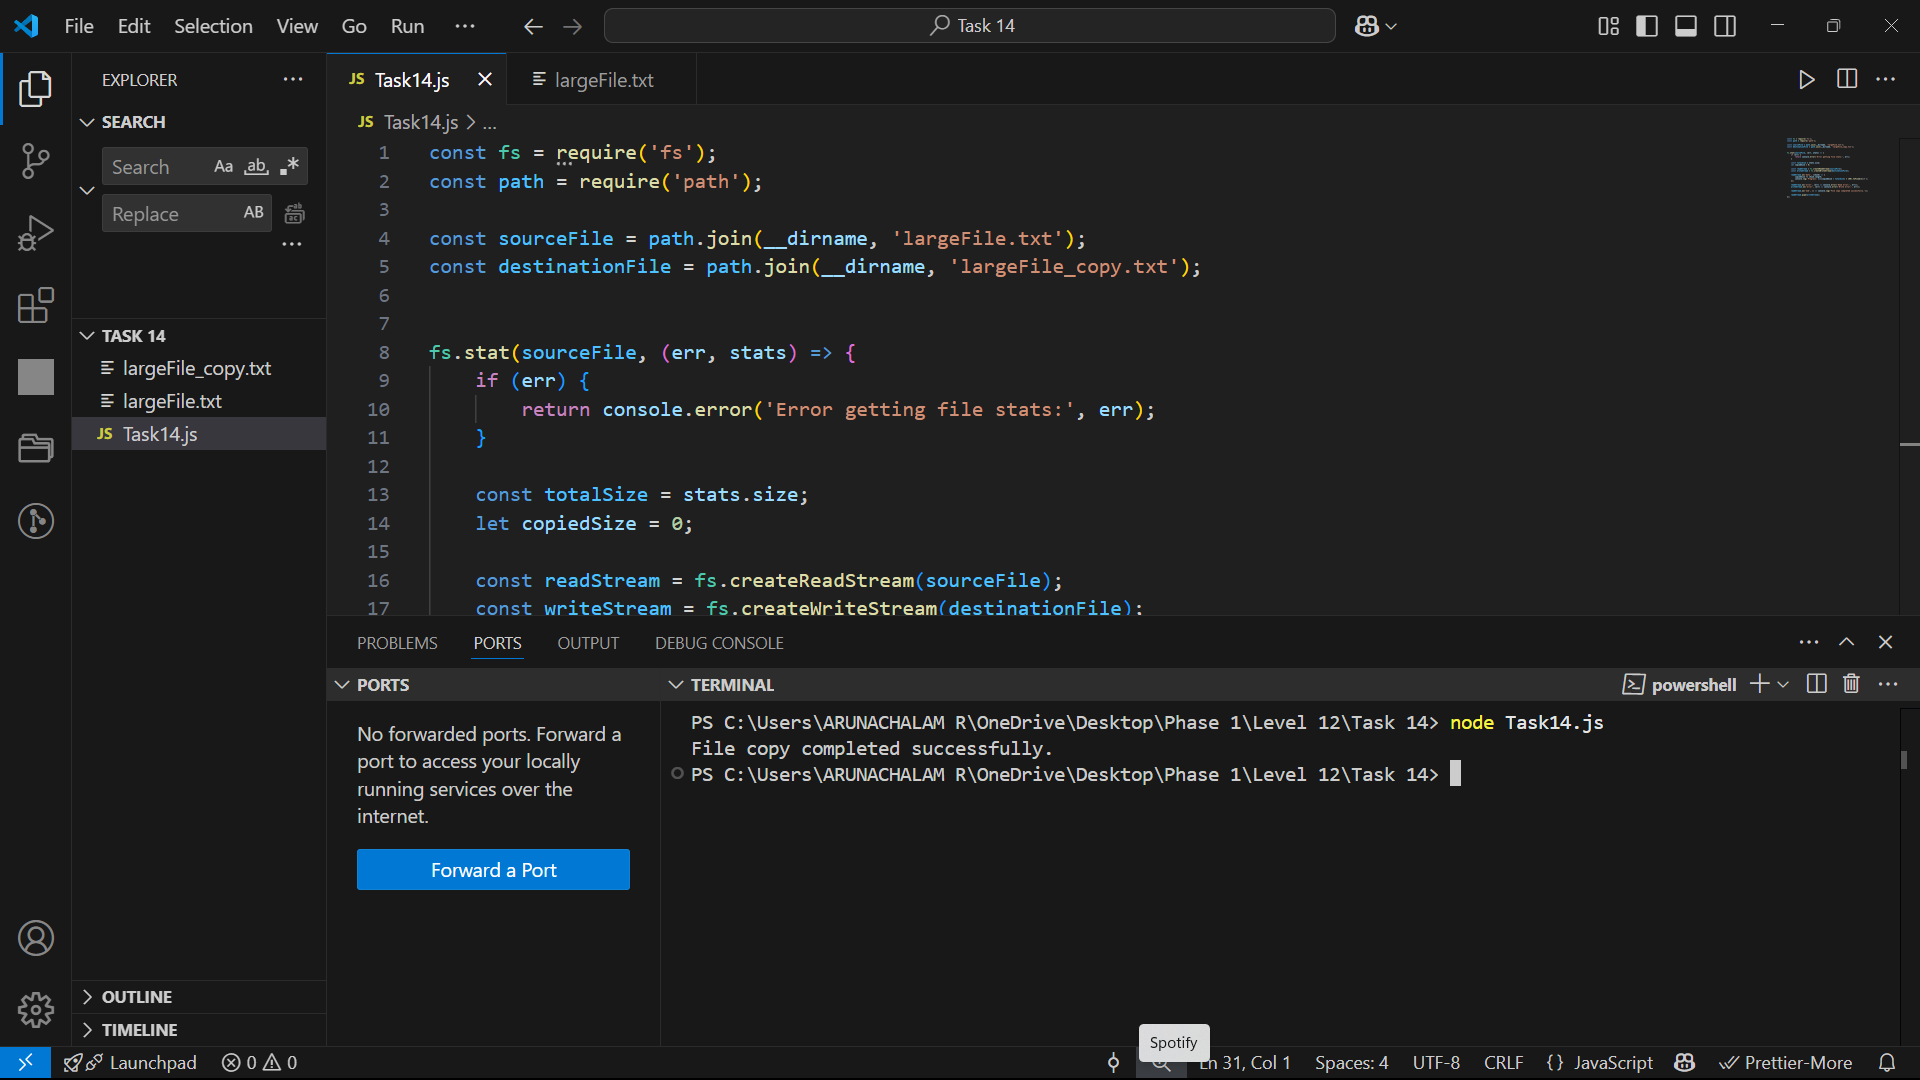 File Edit Selection View Go Run ··· Task 14
EXPLORER ···
SEARCH
Search Aa ab .*
Replace AB
···
TASK 14
largeFile_copy.txt
largeFile.txt
JS Task14.js
OUTLINE
TIMELINE
JS Task14.js largeFile.txt
JS Task14.js > ...
1 const fs = require('fs');
2 const path = require('path');
3
4 const sourceFile = path.join(__dirname, 'largeFile.txt');
5 const destinationFile = path.join(__dirname, 'largeFile_copy.txt');
6
7
8 fs.stat(sourceFile, (err, stats) => {
9 if (err) {
10 return console.error('Error getting file stats:', err);
11 }
12
13 const totalSize = stats.size;
14 let copiedSize = 0;
15
16 const readStream = fs.createReadStream(sourceFile);
17 const writeStream = fs.createWriteStream(destinationFile);
PROBLEMS PORTS OUTPUT DEBUG CONSOLE
PORTS
No forwarded ports. Forward a
port to access your locally
running services over the
internet.
Forward a Port
TERMINAL powershell
PS C:\Users\ARUNACHALAM R\OneDrive\Desktop\Phase 1\Level 12\Task 14> node Task14.js
File copy completed successfully.
PS C:\Users\ARUNACHALAM R\OneDrive\Desktop\Phase 1\Level 12\Task 14>
Spotify
Launchpad 0 0 Ln 31, Col 1 Spaces: 4 UTF-8 CRLF {} JavaScript Prettier-More